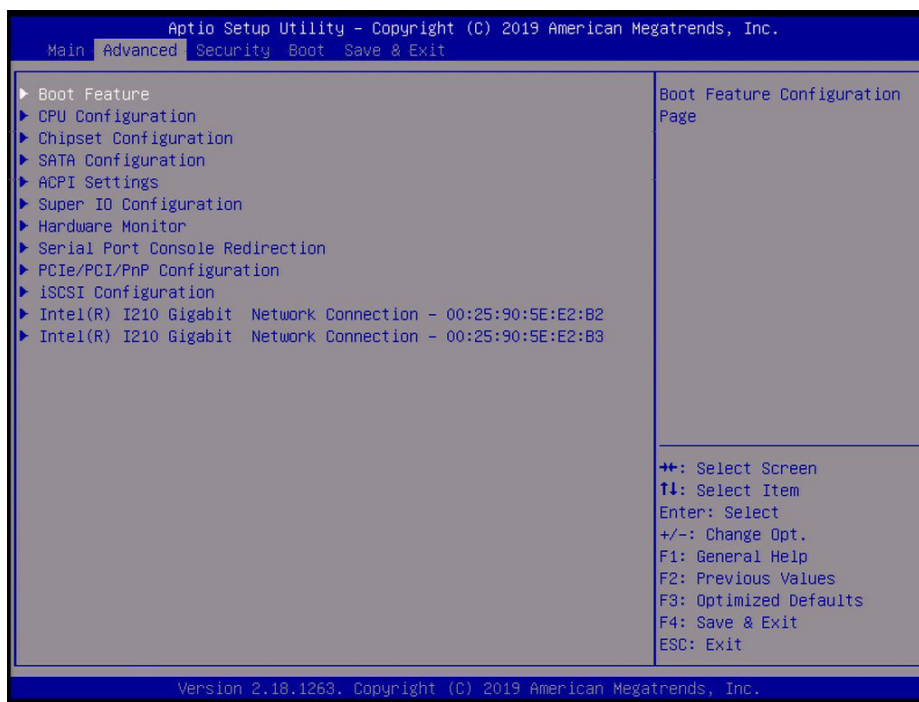 Aptio Setup Utility – Copyright (C) 2019 American Megatrends, Inc.
Main Advanced Security Boot Save & Exit
▶ Boot Feature
▶ CPU Configuration
▶ Chipset Configuration
▶ SATA Configuration
▶ ACPI Settings
▶ Super IO Configuration
▶ Hardware Monitor
▶ Serial Port Console Redirection
▶ PCIe/PCI/PnP Configuration
▶ iSCSI Configuration
▶ Intel(R) I210 Gigabit  Network Connection – 00:25:90:5E:E2:B2
▶ Intel(R) I210 Gigabit  Network Connection – 00:25:90:5E:E2:B3
Boot Feature Configuration
Page
→←: Select Screen
↑↓: Select Item
Enter: Select
+/-: Change Opt.
F1: General Help
F2: Previous Values
F3: Optimized Defaults
F4: Save & Exit
ESC: Exit
Version 2.18.1263. Copyright (C) 2019 American Megatrends, Inc.